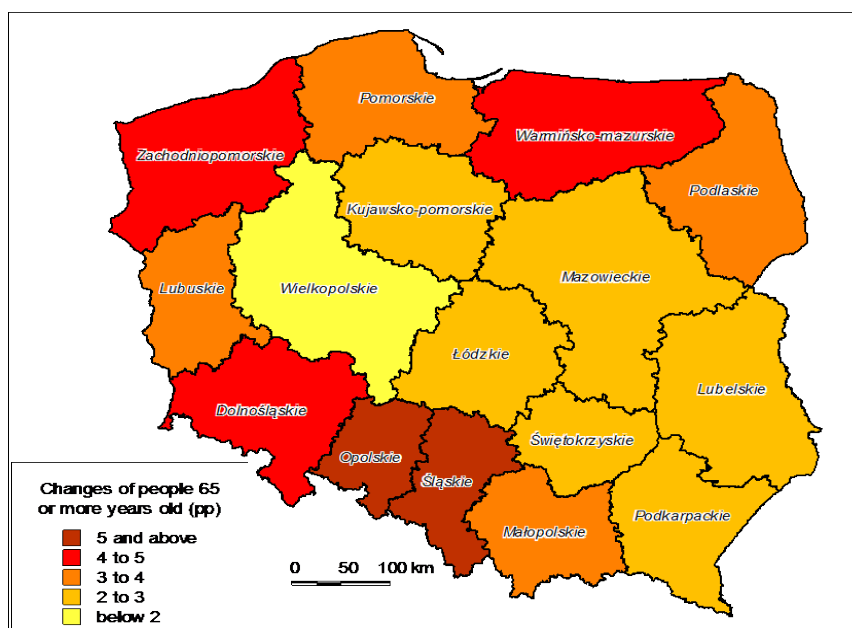 Pomorskie
Warmińsko-mazurskie
Zachodniopomorskie
Podlaskie
Kujawsko-pomorskie
Mazowieckie
Lubuskie
Wielkopolskie
Łódzkie
Lubelskie
Dolnośląskie
Świętokrzyskie
Opolskie
Śląskie
Podkarpackie
Małopolskie
Changes of people 65
or more years old (pp)
5 and above
4 to 5
3 to 4
2 to 3
below 2
0 50 100 km